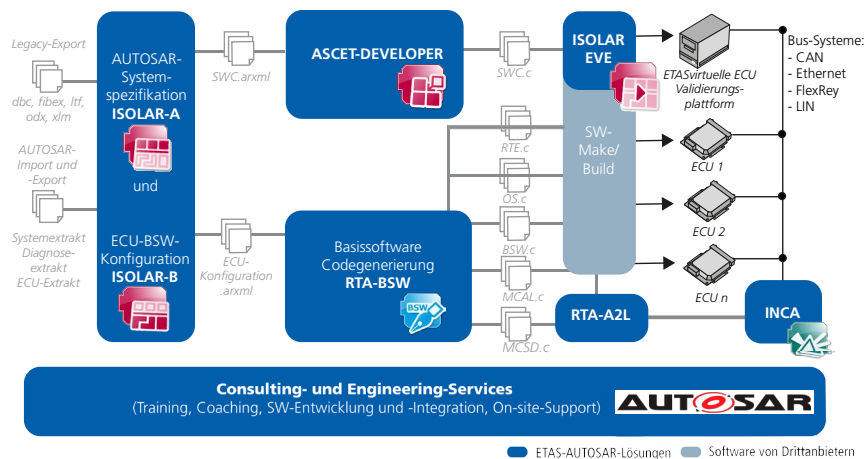 Legacy-Export
dbc, fibex, ltf,
odx, xlm
AUTOSAR-
Import und
-Export
Systemextrakt
Diagnose-
extrakt
ECU-Extrakt
AUTOSAR-
System-
spezifikation
ISOLAR-A
und
ECU-BSW-
Konfiguration
ISOLAR-B
SWC.arxml
ECU-
Konfiguration
.arxml
ASCET-DEVELOPER
Basissoftware
Codegenerierung
RTA-BSW
BSW
SWC.c
RTE.c
OS.c
BSW.c
MCAL.c
MCSD.c
ISOLAR
EVE
SW-
Make/
Build
RTA-A2L
ETASvirtuelle ECU
Validierungs-
plattform
ECU 1
ECU 2
ECU n
Bus-Systeme:
- CAN
- Ethernet
- FlexRey
- LIN
INCA
Consulting- und Engineering-Services
(Training, Coaching, SW-Entwicklung und -Integration, On-site-Support)
AUTOSAR
ETAS-AUTOSAR-Lösungen
Software von Drittanbietern